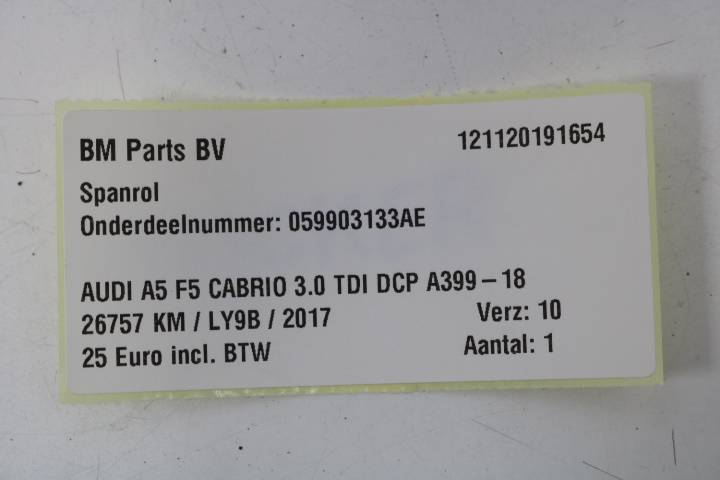 BM Parts BV 121120191654
Spanrol
Onderdeelnummer: 059903133AE
AUDI A5 F5 CABRIO 3.0 TDI DCP A399-18
26757 KM / LY9B / 2017 Verz: 10
25 Euro incl. BTW Aantal: 1